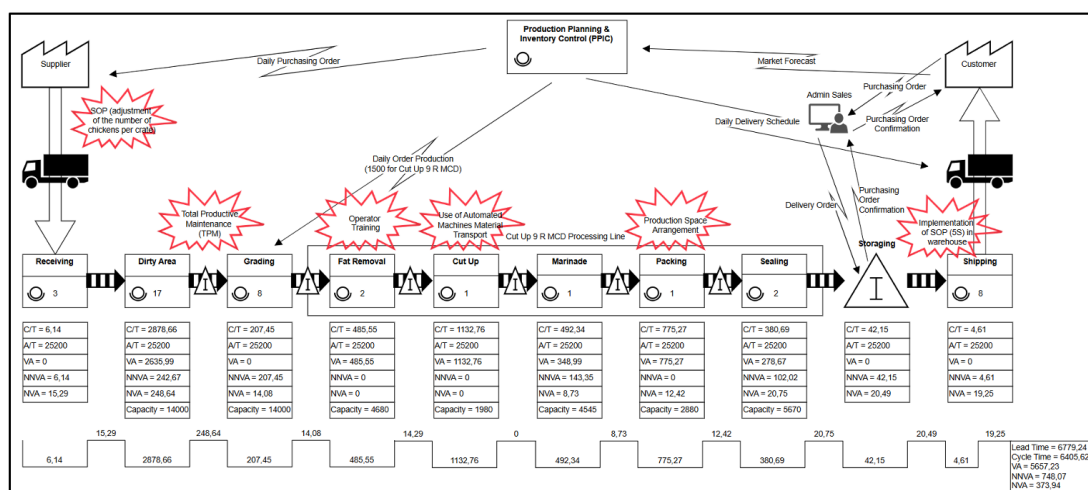 Production Planning &
Inventory Control (PPIC)
Supplier
Daily Purchasing Order
Market Forecast
Customer
SOP (adjustment
of the number of
chickens per crate)
Admin Sales
Purchasing Order
Purchasing Order
Confirmation
Daily Delivery Schedule
Daily Order Production
(1500 for Cut Up 9 R MCD)
Total Productive
Maintenance
(TPM)
Operator
Training
Use of Automated
Machines Material
Transport
Production Space
Arrangement
Cut Up 9 R MCD Processing Line
Delivery Order
Purchasing
Order
Confirmation
Implementation
of SOP (5S) in
warehouse
Receiving
3
Dirty Area
17
Grading
8
Fat Removal
2
Cut Up
1
Marinade
1
Packing
1
Sealing
2
Storaging
Shipping
8
I
I
I
I
I
I
I
C/T = 6,14
A/T = 25200
VA = 0
NNVA = 6,14
NVA = 15,29
C/T = 2878,66
A/T = 25200
VA = 2635,99
NNVA = 242,67
NVA = 248,64
Capacity = 14000
C/T = 207,45
A/T = 25200
VA = 0
NNVA = 207,45
NVA = 14,08
Capacity = 14000
C/T = 485,55
A/T = 25200
VA = 485,55
NNVA = 0
NVA = 0
Capacity = 4680
C/T = 1132,76
A/T = 25200
VA = 1132,76
NNVA = 0
NVA = 0
Capacity = 1980
C/T = 492,34
A/T = 25200
VA = 348,99
NNVA = 143,35
NVA = 8,73
Capacity = 4545
C/T = 775,27
A/T = 25200
VA = 775,27
NNVA = 0
NVA = 12,42
Capacity = 2880
C/T = 380,69
A/T = 25200
VA = 278,67
NNVA = 102,02
NVA = 20,75
Capacity = 5670
C/T = 42,15
A/T = 25200
VA = 0
NNVA = 42,15
NVA = 20,49
C/T = 4,61
A/T = 25200
VA = 0
NNVA = 4,61
NVA = 19,25
15,29 248,64 14,08 14,29 0 8,73 12,42 20,75 20,49 19,25
6,14 2878,66 207,45 485,55 1132,76 492,34 775,27 380,69 42,15 4,61
Lead Time = 6779,24
Cycle Time = 6405,62
VA = 5657,23
NNVA = 748,07
NVA = 373,94